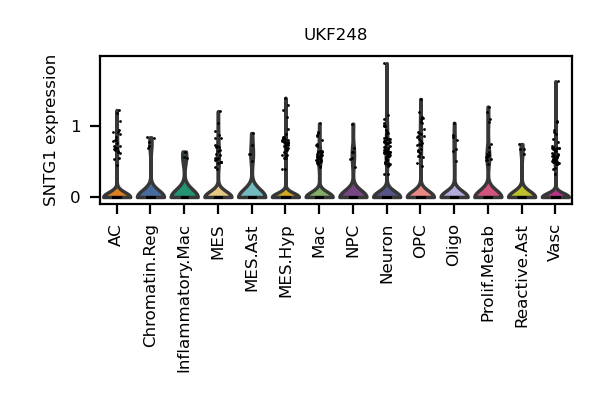 UKF248
SNTG1 expression
1
0
AC
Chromatin.Reg
Inflammatory.Mac
MES
MES.Ast
MES.Hyp
Mac
NPC
Neuron
OPC
Oligo
Prolif.Metab
Reactive.Ast
Vasc